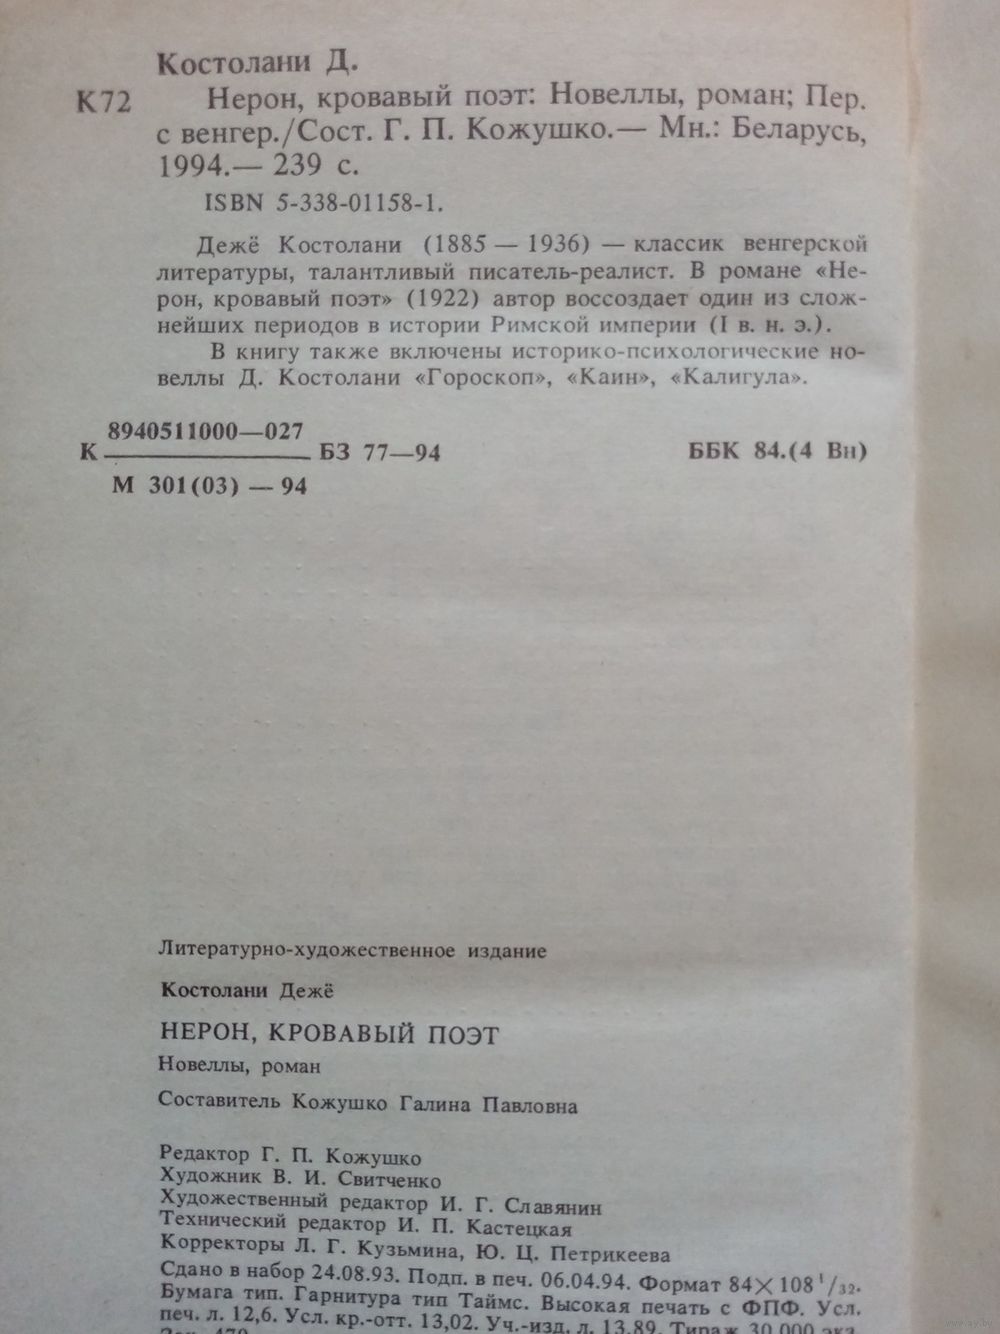 Костолани Д.
К72 Нерон, кровавый поэт: Новеллы, роман; Пер.
с венгер./Сост. Г. П. Кожушко.— Мн.: Беларусь,
1994.— 239 с.
ISBN 5-338-01158-1.
Дежё Костолани (1885 — 1936) — классик венгерской
литературы, талантливый писатель-реалист. В романе «Не-
рон, кровавый поэт» (1922) автор воссоздает один из слож-
нейших периодов в истории Римской империи (I в. н. э.).
В книгу также включены историко-психологические но-
веллы Д. Костолани «Гороскоп», «Каин», «Калигула».
8940511000—027
К БЗ 77—94 ББК 84.(4 Вн)
М 301(03) — 94
Литературно-художественное издание
Костолани Дежё
НЕРОН, КРОВАВЫЙ ПОЭТ
Новеллы, роман
Составитель Кожушко Галина Павловна
Редактор Г. П. Кожушко
Художник В. И. Свитченко
Художественный редактор И. Г. Славянин
Технический редактор И. П. Кастецкая
Корректоры Л. Г. Кузьмина, Ю. Ц. Петрикеева
Сдано в набор 24.08.93. Подп. в печ. 06.04.94. Формат 84×108 1/32.
Бумага тип. Гарнитура тип Таймс. Высокая печать с ФПФ. Усл.
печ. л. 12,6. Усл. кр.-отт. 13,02. Уч.-изд. л. 13,89. Тираж 30 000 экз.